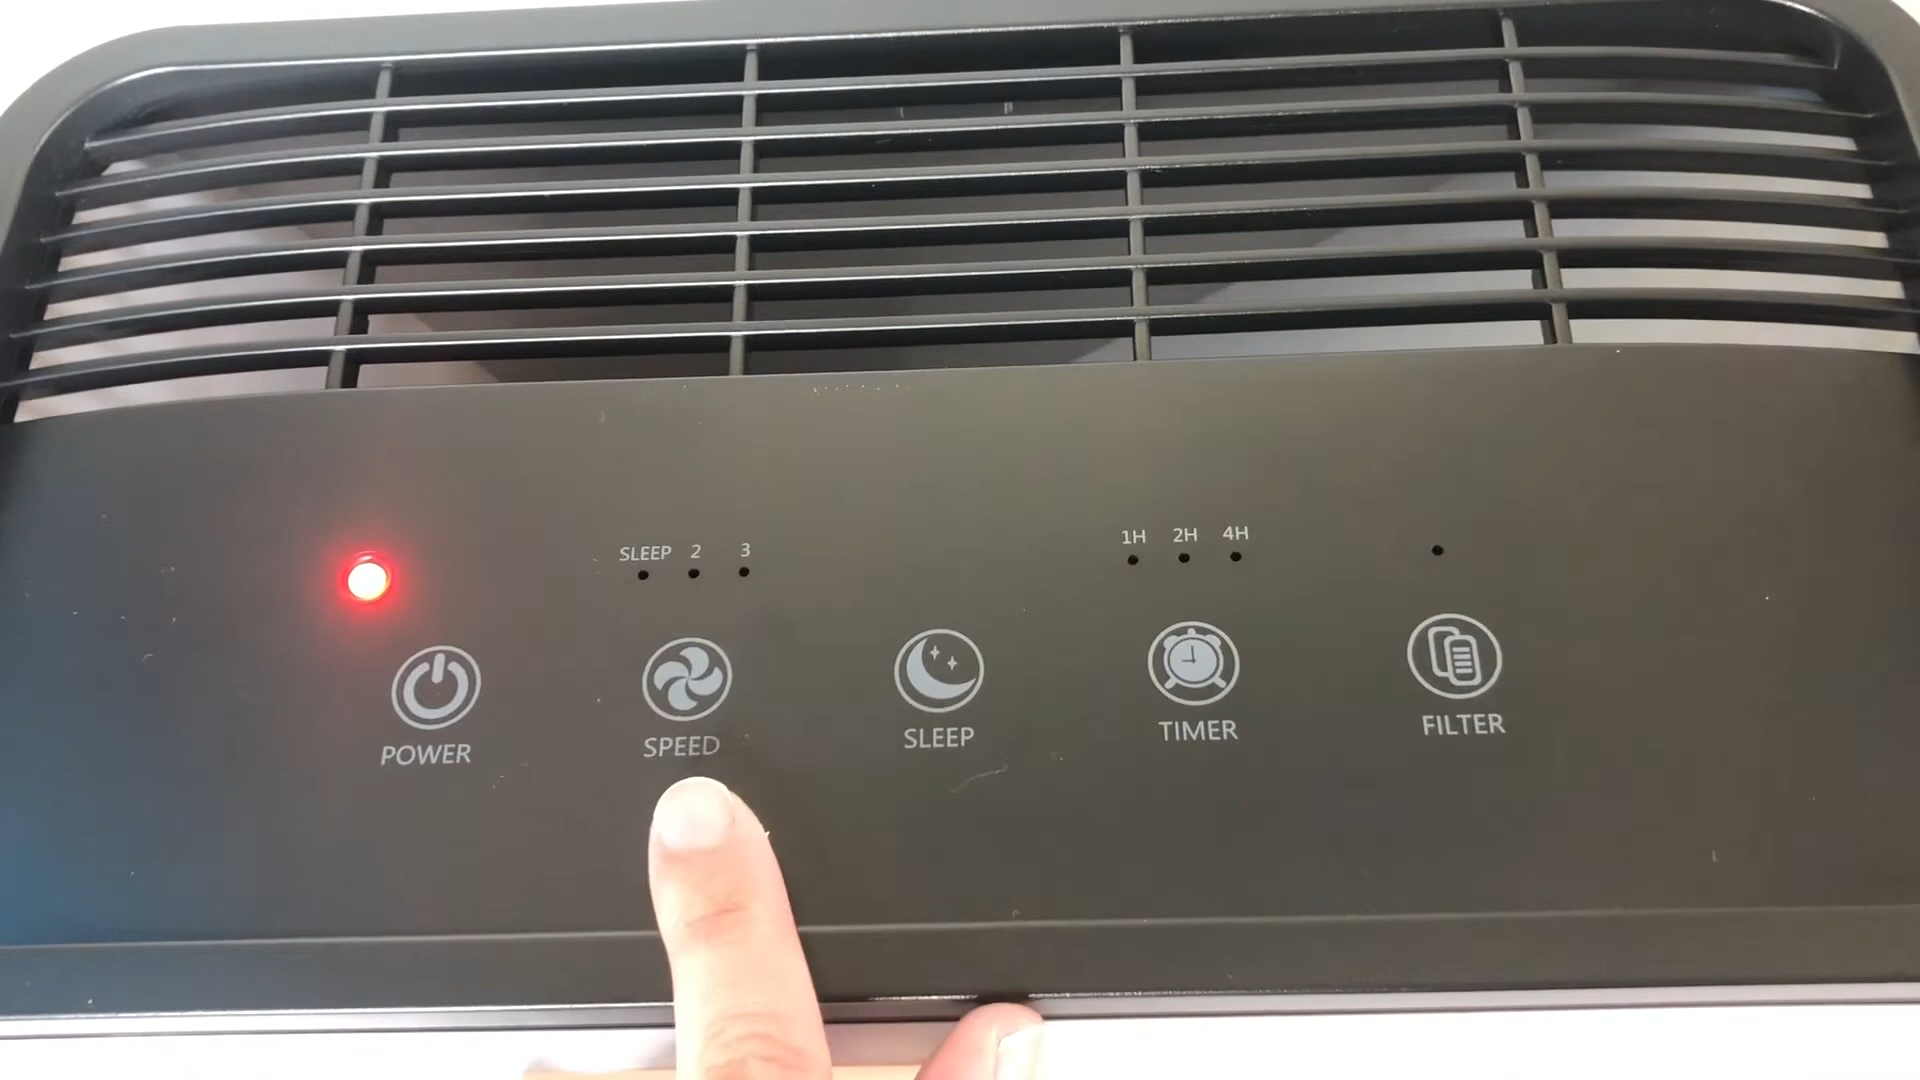 SLEEP 2 3
1H 2H 4H
POWER
SPEED
SLEEP
TIMER
FILTER